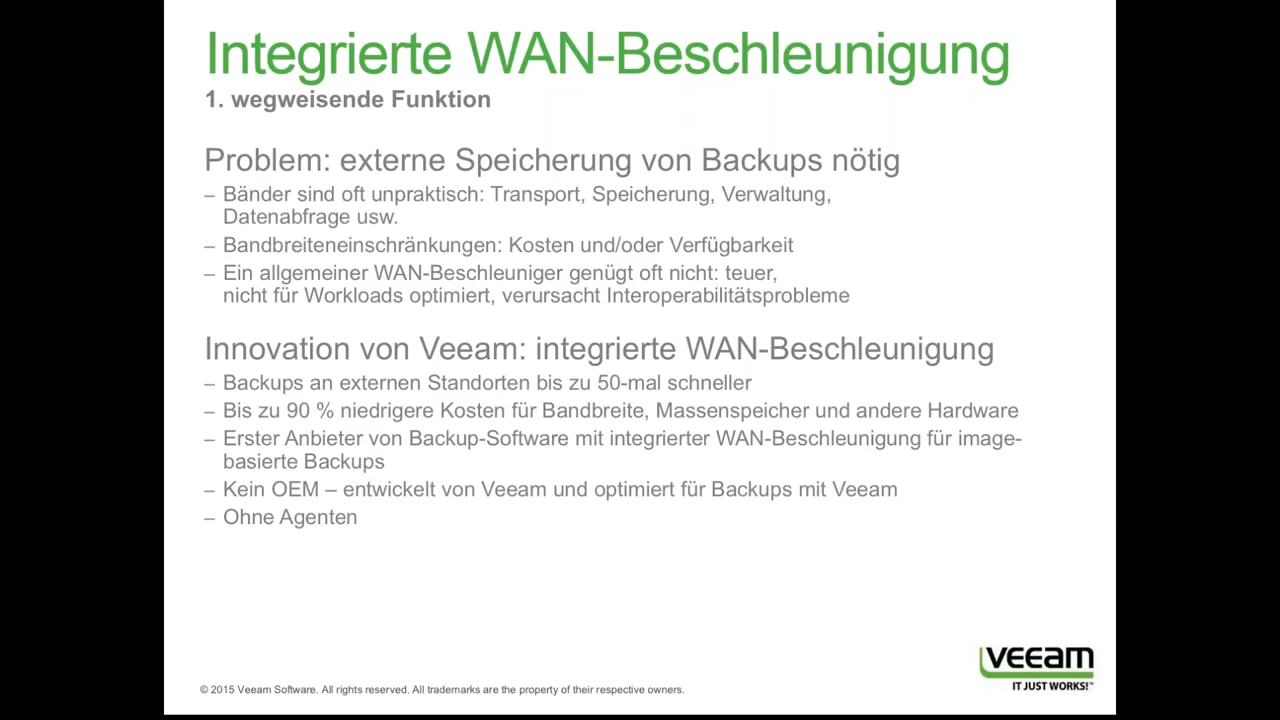 Integrierte WAN-Beschleunigung
1. wegweisende Funktion
Problem: externe Speicherung von Backups nötig
– Bänder sind oft unpraktisch: Transport, Speicherung, Verwaltung,
Datenabfrage usw.
– Bandbreiteneinschränkungen: Kosten und/oder Verfügbarkeit
– Ein allgemeiner WAN-Beschleuniger genügt oft nicht: teuer,
nicht für Workloads optimiert, verursacht Interoperabilitätsprobleme
Innovation von Veeam: integrierte WAN-Beschleunigung
– Backups an externen Standorten bis zu 50-mal schneller
– Bis zu 90 % niedrigere Kosten für Bandbreite, Massenspeicher und andere Hardware
– Erster Anbieter von Backup-Software mit integrierter WAN-Beschleunigung für image-
basierte Backups
– Kein OEM – entwickelt von Veeam und optimiert für Backups mit Veeam
– Ohne Agenten
veeam
IT JUST WORKS!™
© 2015 Veeam Software. All rights reserved. All trademarks are the property of their respective owners.